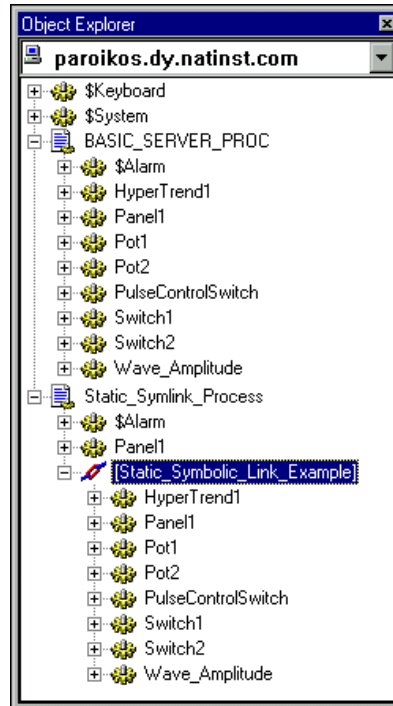 Object Explorer
paroikos.dy.natinst.com
$Keyboard
$System
BASIC_SERVER_PROC
$Alarm
HyperTrend1
Panel1
Pot1
Pot2
PulseControlSwitch
Switch1
Switch2
Wave_Amplitude
Static_Symlink_Process
$Alarm
Panel1
[Static_Symbolic_Link_Example]
HyperTrend1
Panel1
Pot1
Pot2
PulseControlSwitch
Switch1
Switch2
Wave_Amplitude